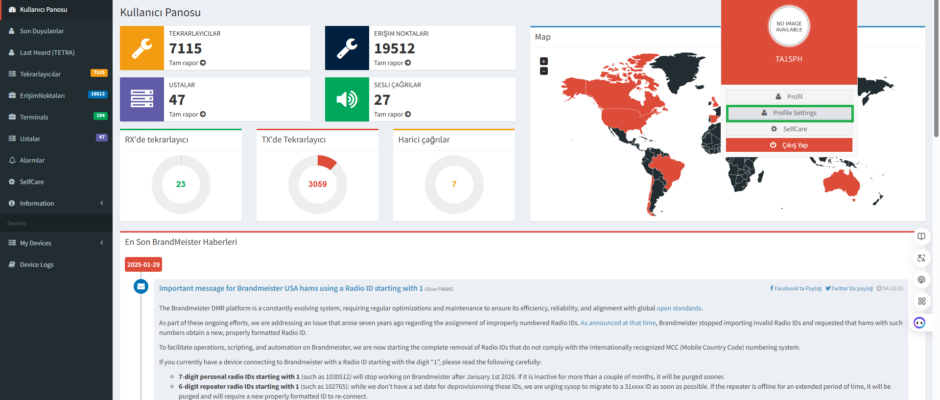 Kullanıcı Panosu
Son Duyulanlar
Last Heard (TETRA)
Tekrarlayıcılar 7115
ErişimNoktaları 19512
Terminals 194
Ustalar 47
Alarmlar
SelfCare
Information
Devices
My Devices
Device Logs
Kullanıcı Panosu
TEKRARLAYICILAR
7115
Tam rapor
ERIŞIM NOKTALARI
19512
Tam rapor
USTALAR
47
Tam rapor
SESLI ÇAĞRILAR
27
Tam rapor
RX'de tekrarlayıcı
23
TX'de Tekrarlayıcı
3059
Harici çağrılar
7
Map
+
−
NO IMAGE
AVAILABLE
TA1SPH
Profil
Profile Settings
SelfCare
Çıkış Yap
En Son BrandMeister Haberleri
2025-01-29
Important message for Brandmeister USA hams using a Radio ID starting with 1
Facebook'ta Paylaş Twitter'da paylaş
The Brandmeister DMR platform is a constantly evolving system, requiring regular optimizations and maintenance to ensure its efficiency, reliability, and alignment with global open standards.
As part of these ongoing efforts, we are addressing an issue that arose seven years ago regarding the assignment of improperly numbered Radio IDs. As announced at that time, Brandmeister stopped importing invalid Radio IDs and requested that hams with such
numbers obtain a new, properly formatted Radio ID.
To facilitate operations, scripting, and automation on Brandmeister, we are now starting the complete removal of Radio IDs that do not comply with the internationally recognized MCC (Mobile Country Code) numbering system.
If you currently have a device connecting to Brandmeister with a Radio ID starting with the digit "1", please read the following carefully:
7-digit personal radio IDs starting with 1 (such as 1030512) will stop working on Brandmeister after January 1st 2026. If it is inactive for more than a couple of months, it will be purged sooner.
6-digit repeater radio IDs starting with 1 (such as 102765): while we don't have a set date for deprovisionning these IDs, we are urging sysop to migrate to a 31xxxx ID as soon as possible. If the repeater is offline for an extended period of time, it will be
purged and will require a new properly formatted ID to re-connect.